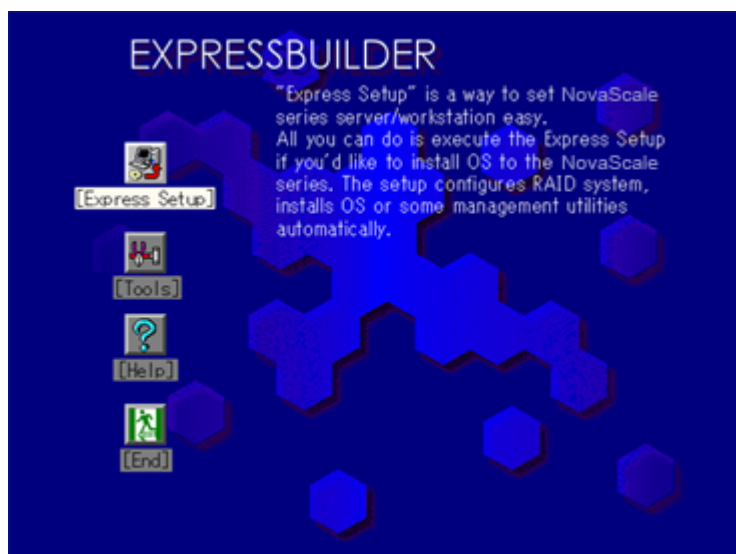 EXPRESSBUILDER
"Express Setup" is a way to set NovaScale
series server/workstation easy.
All you can do is execute the Express Setup
if you'd like to install OS to the NovaScale
series. The setup configures RAID system,
installs OS or some management utilities
automatically.
[Express Setup]
[Tools]
[Help]
[End]